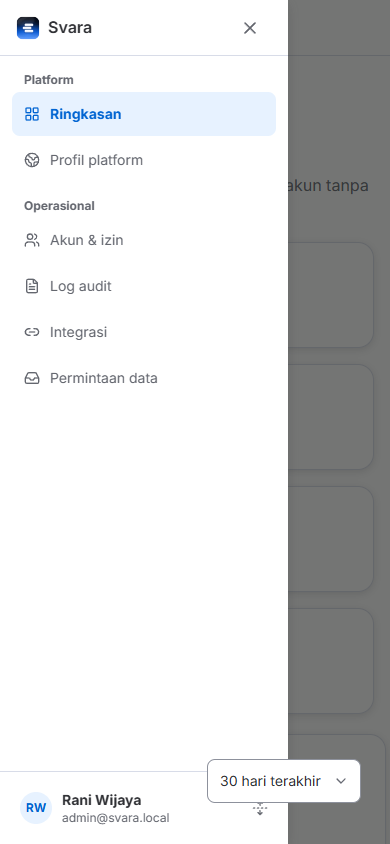 Svara
Platform
Ringkasan
Profil platform
akun tanpa
Operasional
Akun & izin
Log audit
Integrasi
Permintaan data
30 hari terakhir
RW
Rani Wijaya
admin@svara.local